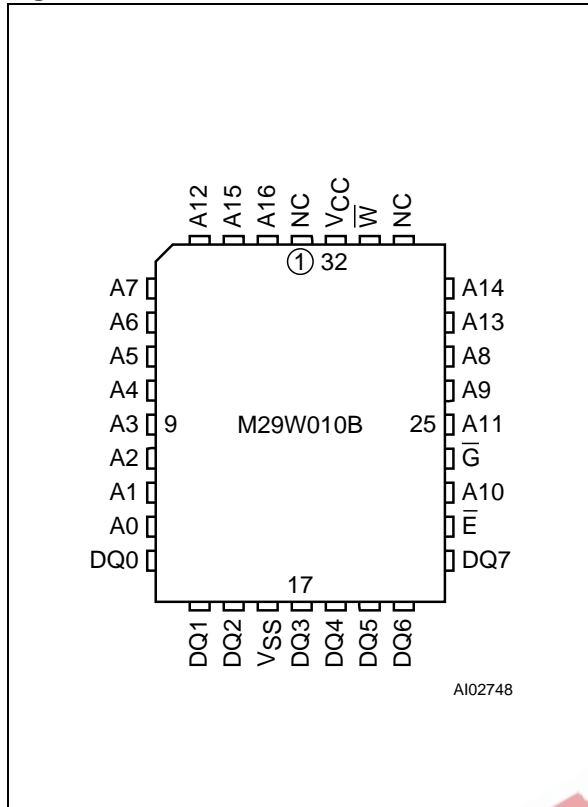 A12
A15
A16
NC
VCC
W̅
NC
1 32
A7
A6
A5
A4
A3 9
A2
A1
A0
DQ0
M29W010B
A14
A13
A8
A9
25 A11
G̅
A10
E̅
DQ7
17
DQ1
DQ2
VSS
DQ3
DQ4
DQ5
DQ6
AI02748